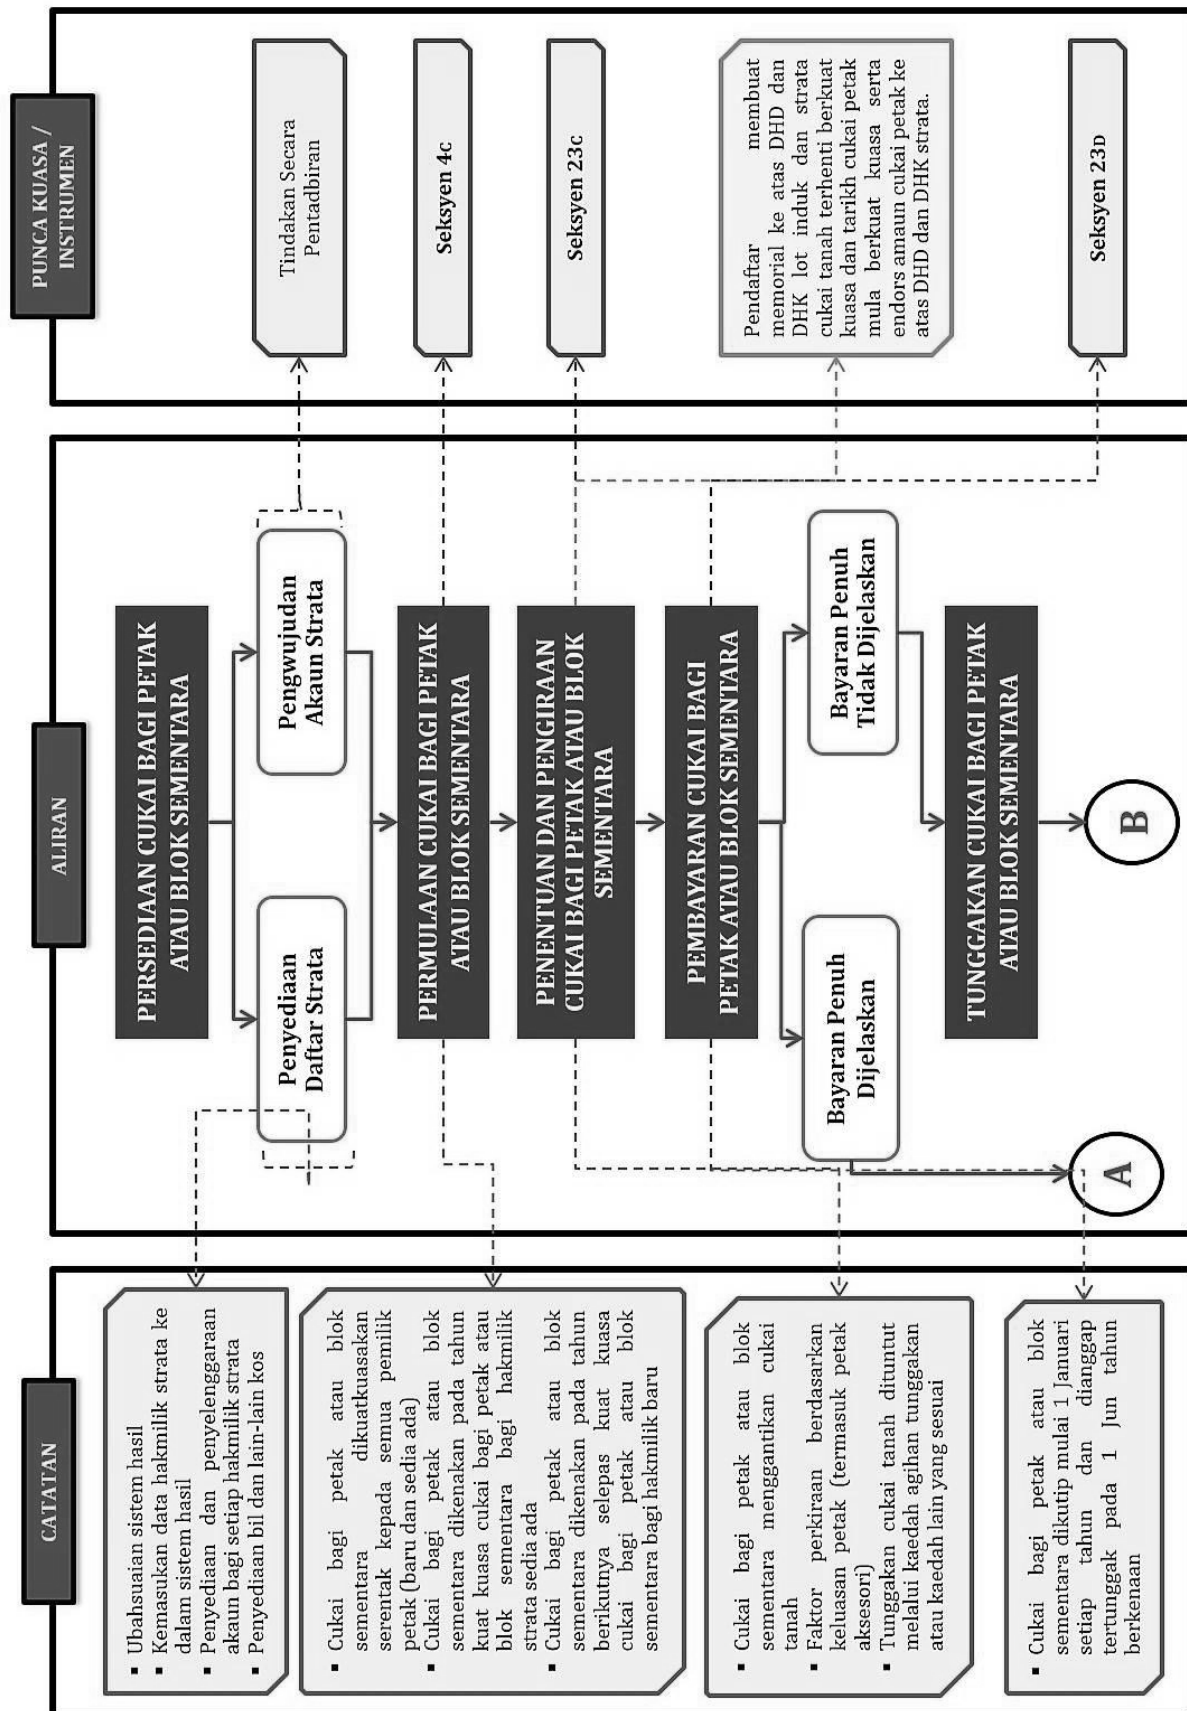 CATATAN
▪ Ubahsuaian sistem hasil
▪ Kemasukan data hakmilik strata ke
dalam sistem hasil
▪ Penyediaan dan penyelenggaraan
akaun bagi setiap hakmilik strata
▪ Penyediaan bil dan lain-lain kos
▪ Cukai bagi petak atau blok
sementara dikuatkuasakan
serentak kepada semua pemilik
petak (baru dan sedia ada)
▪ Cukai bagi petak atau blok
sementara dikenakan pada tahun
kuat kuasa cukai bagi petak atau
blok sementara bagi hakmilik
strata sedia ada
▪ Cukai bagi petak atau blok
sementara dikenakan pada tahun
berikutnya selepas kuat kuasa
cukai bagi petak atau blok
sementara bagi hakmilik baru
▪ Cukai bagi petak atau blok
sementara menggantikan cukai
tanah
▪ Faktor perkiraan berdasarkan
keluasan petak (termasuk petak
aksesori)
▪ Tunggakan cukai tanah dituntut
melalui kaedah agihan tunggakan
atau kaedah lain yang sesuai
▪ Cukai bagi petak atau blok
sementara dikutip mulai 1 Januari
setiap tahun dan dianggap
tertunggak pada 1 Jun tahun
berkenaan
ALIRAN
PERSEDIAAN CUKAI BAGI PETAK
ATAU BLOK SEMENTARA
Penyediaan
Daftar Strata
Pengwujudan
Akaun Strata
PERMULAAN CUKAI BAGI PETAK
ATAU BLOK SEMENTARA
PENENTUAN DAN PENGIRAAN
CUKAI BAGI PETAK ATAU BLOK
SEMENTARA
PEMBAYARAN CUKAI BAGI
PETAK ATAU BLOK SEMENTARA
Bayaran Penuh
Dijelaskan
Bayaran Penuh
Tidak Dijelaskan
TUNGGAKAN CUKAI BAGI PETAK
ATAU BLOK SEMENTARA
A
B
PUNCA KUASA /
INSTRUMEN
Tindakan Secara
Pentadbiran
Seksyen 4C
Seksyen 23C
Pendaftar membuat
memorial ke atas DHD dan
DHK lot induk dan strata
cukai tanah terhenti berkuat
kuasa dan tarikh cukai petak
mula berkuat kuasa serta
endors amaun cukai petak ke
atas DHD dan DHK strata.
Seksyen 23D